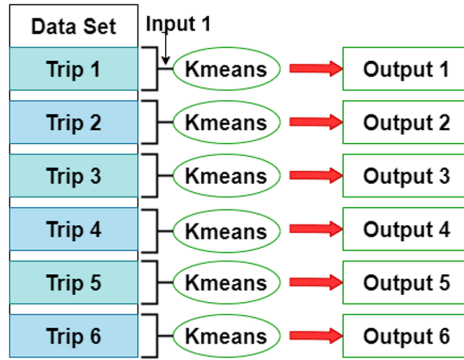 Data Set
Input 1
Trip 1 Kmeans Output 1
Trip 2 Kmeans Output 2
Trip 3 Kmeans Output 3
Trip 4 Kmeans Output 4
Trip 5 Kmeans Output 5
Trip 6 Kmeans Output 6